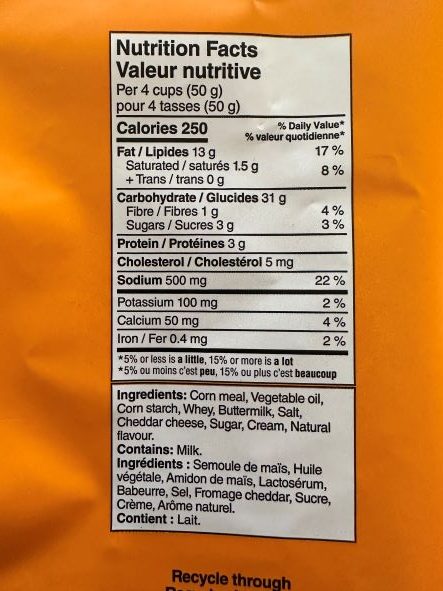 Nutrition Facts
Valeur nutritive
Per 4 cups (50 g)
pour 4 tasses (50 g)
Calories 250
% Daily Value*
% valeur quotidienne*
Fat / Lipides 13 g 17 %
Saturated / saturés 1.5 g
+ Trans / trans 0 g 8 %
Carbohydrate / Glucides 31 g
Fibre / Fibres 1 g 4 %
Sugars / Sucres 3 g 3 %
Protein / Protéines 3 g
Cholesterol / Cholestérol 5 mg
Sodium 500 mg 22 %
Potassium 100 mg 2 %
Calcium 50 mg 4 %
Iron / Fer 0.4 mg 2 %
*5% or less is a little, 15% or more is a lot
*5% ou moins c'est peu, 15% ou plus c'est beaucoup
Ingredients: Corn meal, Vegetable oil,
Corn starch, Whey, Buttermilk, Salt,
Cheddar cheese, Sugar, Cream, Natural
flavour.
Contains: Milk.
Ingrédients : Semoule de maïs, Huile
végétale, Amidon de maïs, Lactosérum,
Babeurre, Sel, Fromage cheddar, Sucre,
Crème, Arôme naturel.
Contient : Lait.
Recycle through